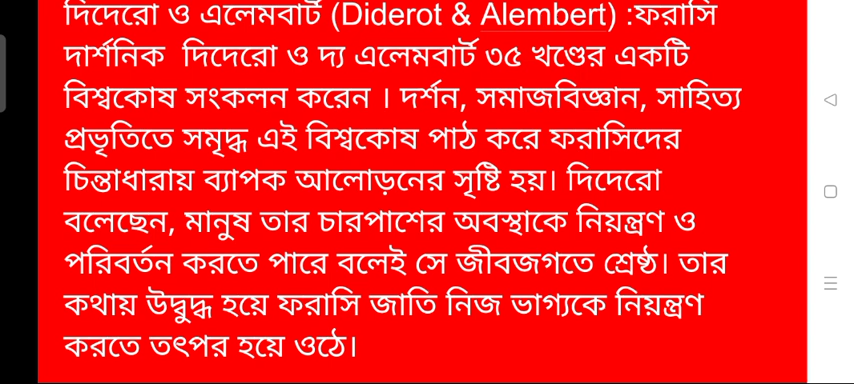 দিদেরো ও এলেমবার্ট (Diderot & Alembert) :ফরাসি
দার্শনিক দিদেরো ও দ্য এলেমবার্ট ৩৫ খণ্ডের একটি
বিশ্বকোষ সংকলন করেন । দর্শন, সমাজবিজ্ঞান, সাহিত্য
প্রভৃতিতে সমৃদ্ধ এই বিশ্বকোষ পাঠ করে ফরাসিদের
চিন্তাধারায় ব্যাপক আলোড়নের সৃষ্টি হয়। দিদেরো
বলেছেন, মানুষ তার চারপাশের অবস্থাকে নিয়ন্ত্রণ ও
পরিবর্তন করতে পারে বলেই সে জীবজগতে শ্রেষ্ঠ। তার
কথায় উদ্বুদ্ধ হয়ে ফরাসি জাতি নিজ ভাগ্যকে নিয়ন্ত্রণ
করতে তৎপর হয়ে ওঠে।